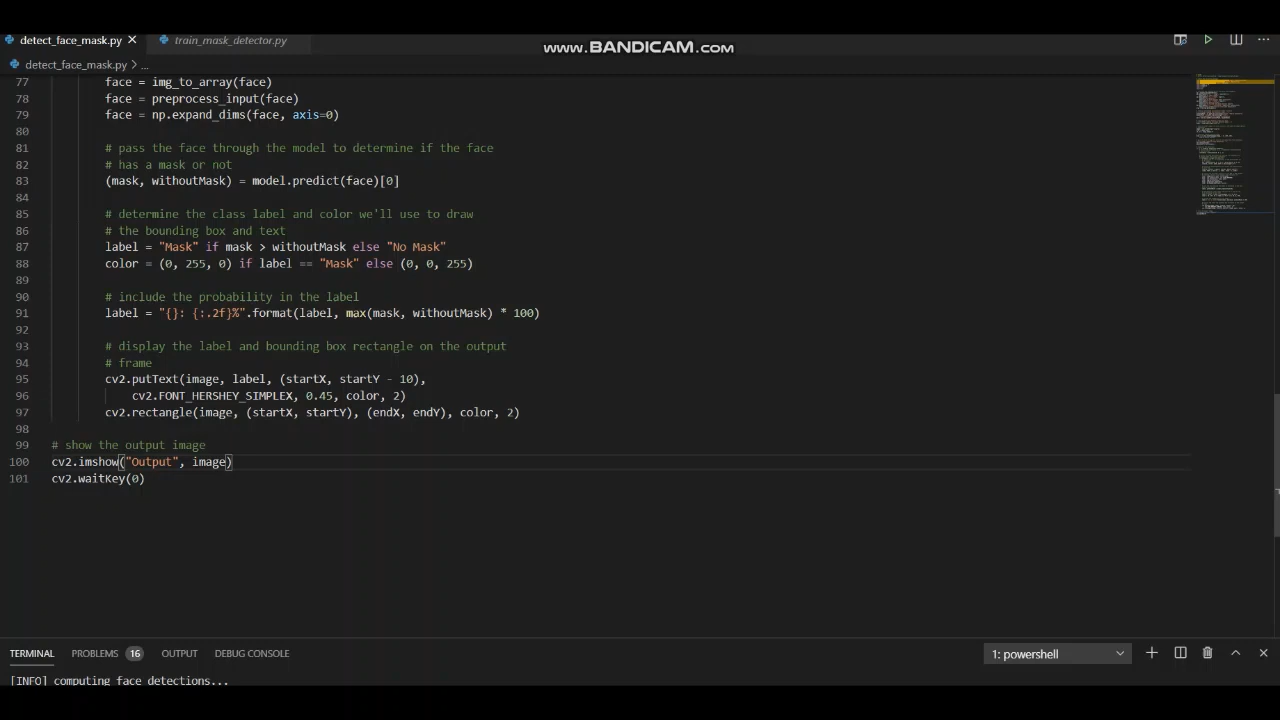 www.BANDICAM.com
detect_face_mask.py
train_mask_detector.py
detect_face_mask.py > ...
77 face = img_to_array(face)
78 face = preprocess_input(face)
79 face = np.expand_dims(face, axis=0)
80
81 # pass the face through the model to determine if the face
82 # has a mask or not
83 (mask, withoutMask) = model.predict(face)[0]
84
85 # determine the class label and color we'll use to draw
86 # the bounding box and text
87 label = "Mask" if mask > withoutMask else "No Mask"
88 color = (0, 255, 0) if label == "Mask" else (0, 0, 255)
89
90 # include the probability in the label
91 label = "{}: {:.2f}%".format(label, max(mask, withoutMask) * 100)
92
93 # display the label and bounding box rectangle on the output
94 # frame
95 cv2.putText(image, label, (startX, startY - 10),
96 cv2.FONT_HERSHEY_SIMPLEX, 0.45, color, 2)
97 cv2.rectangle(image, (startX, startY), (endX, endY), color, 2)
98
99 # show the output image
100 cv2.imshow("Output", image)
101 cv2.waitKey(0)
TERMINAL PROBLEMS 16 OUTPUT DEBUG CONSOLE 1: powershell
[INFO] computing face detections...